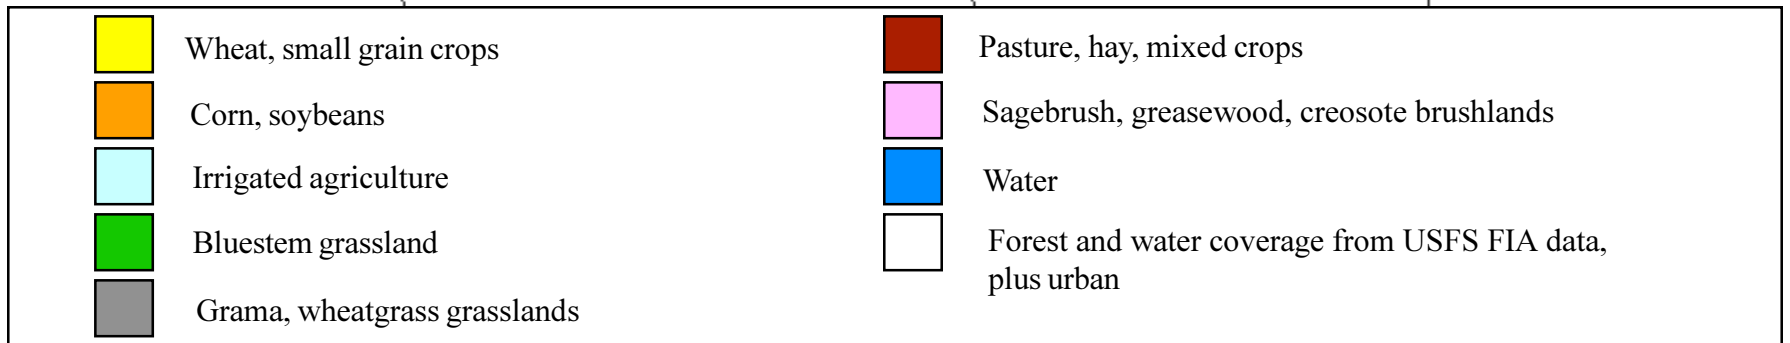 Wheat, small grain crops
Corn, soybeans
Irrigated agriculture
Bluestem grassland
Grama, wheatgrass grasslands
Pasture, hay, mixed crops
Sagebrush, greasewood, creosote brushlands
Water
Forest and water coverage from USFS FIA data,
plus urban